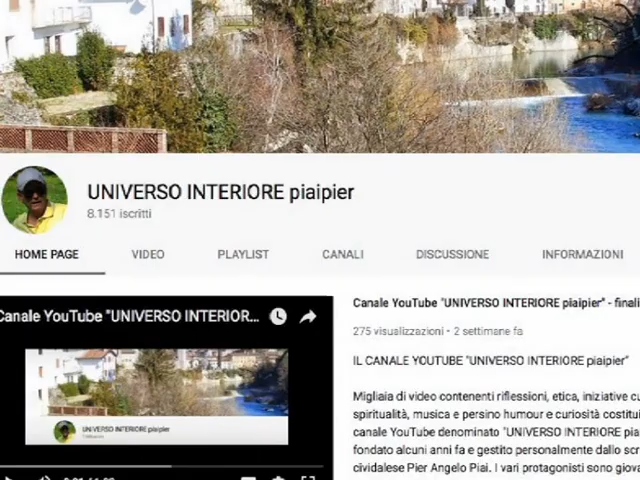 UNIVERSO INTERIORE piaipier
8.151 iscritti
HOME PAGE VIDEO PLAYLIST CANALI DISCUSSIONE INFORMAZIONI
Canale YouTube "UNIVERSO INTERIOR...
UNIVERSO INTERIORE piaipier
Canale YouTube "UNIVERSO INTERIORE piaipier" - finali
275 visualizzazioni • 2 settimane fa
IL CANALE YOUTUBE "UNIVERSO INTERIORE piaipier"
Migliaia di video contenenti riflessioni, etica, iniziative cu
spiritualità, musica e persino humour e curiosità costitui
canale YouTube denominato "UNIVERSO INTERIORE piai
fondato alcuni anni fa e gestito personalmente dallo scr
cividalese Pier Angelo Piai. I vari protagonisti sono giova